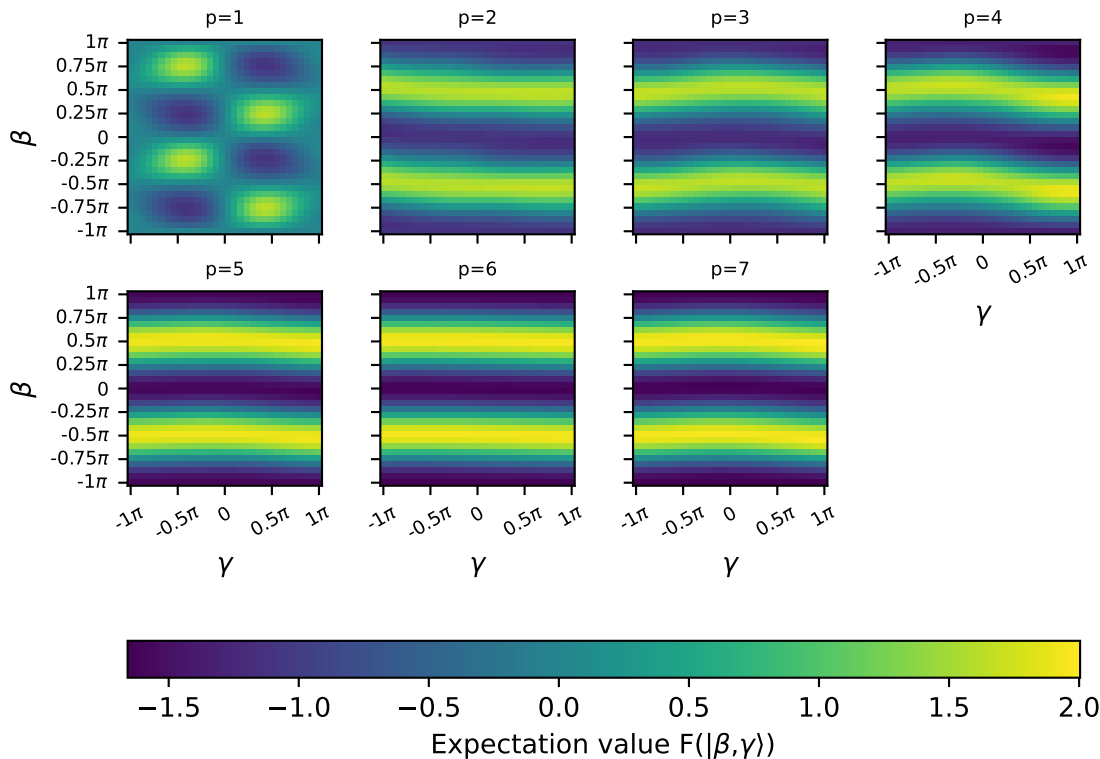 p=1
p=2
p=3
p=4
1π
0.75π
0.5π
0.25π
0
-0.25π
-0.5π
-0.75π
-1π
β
-1π
-0.5π
0
0.5π
1π
γ
p=5
p=6
p=7
1π
0.75π
0.5π
0.25π
0
-0.25π
-0.5π
-0.75π
-1π
β
-1π -0.5π 0 0.5π 1π
-1π -0.5π 0 0.5π 1π
-1π -0.5π 0 0.5π 1π
γ
γ
γ
−1.5 −1.0 −0.5 0.0 0.5 1.0 1.5 2.0
Expectation value F(|β,γ⟩)